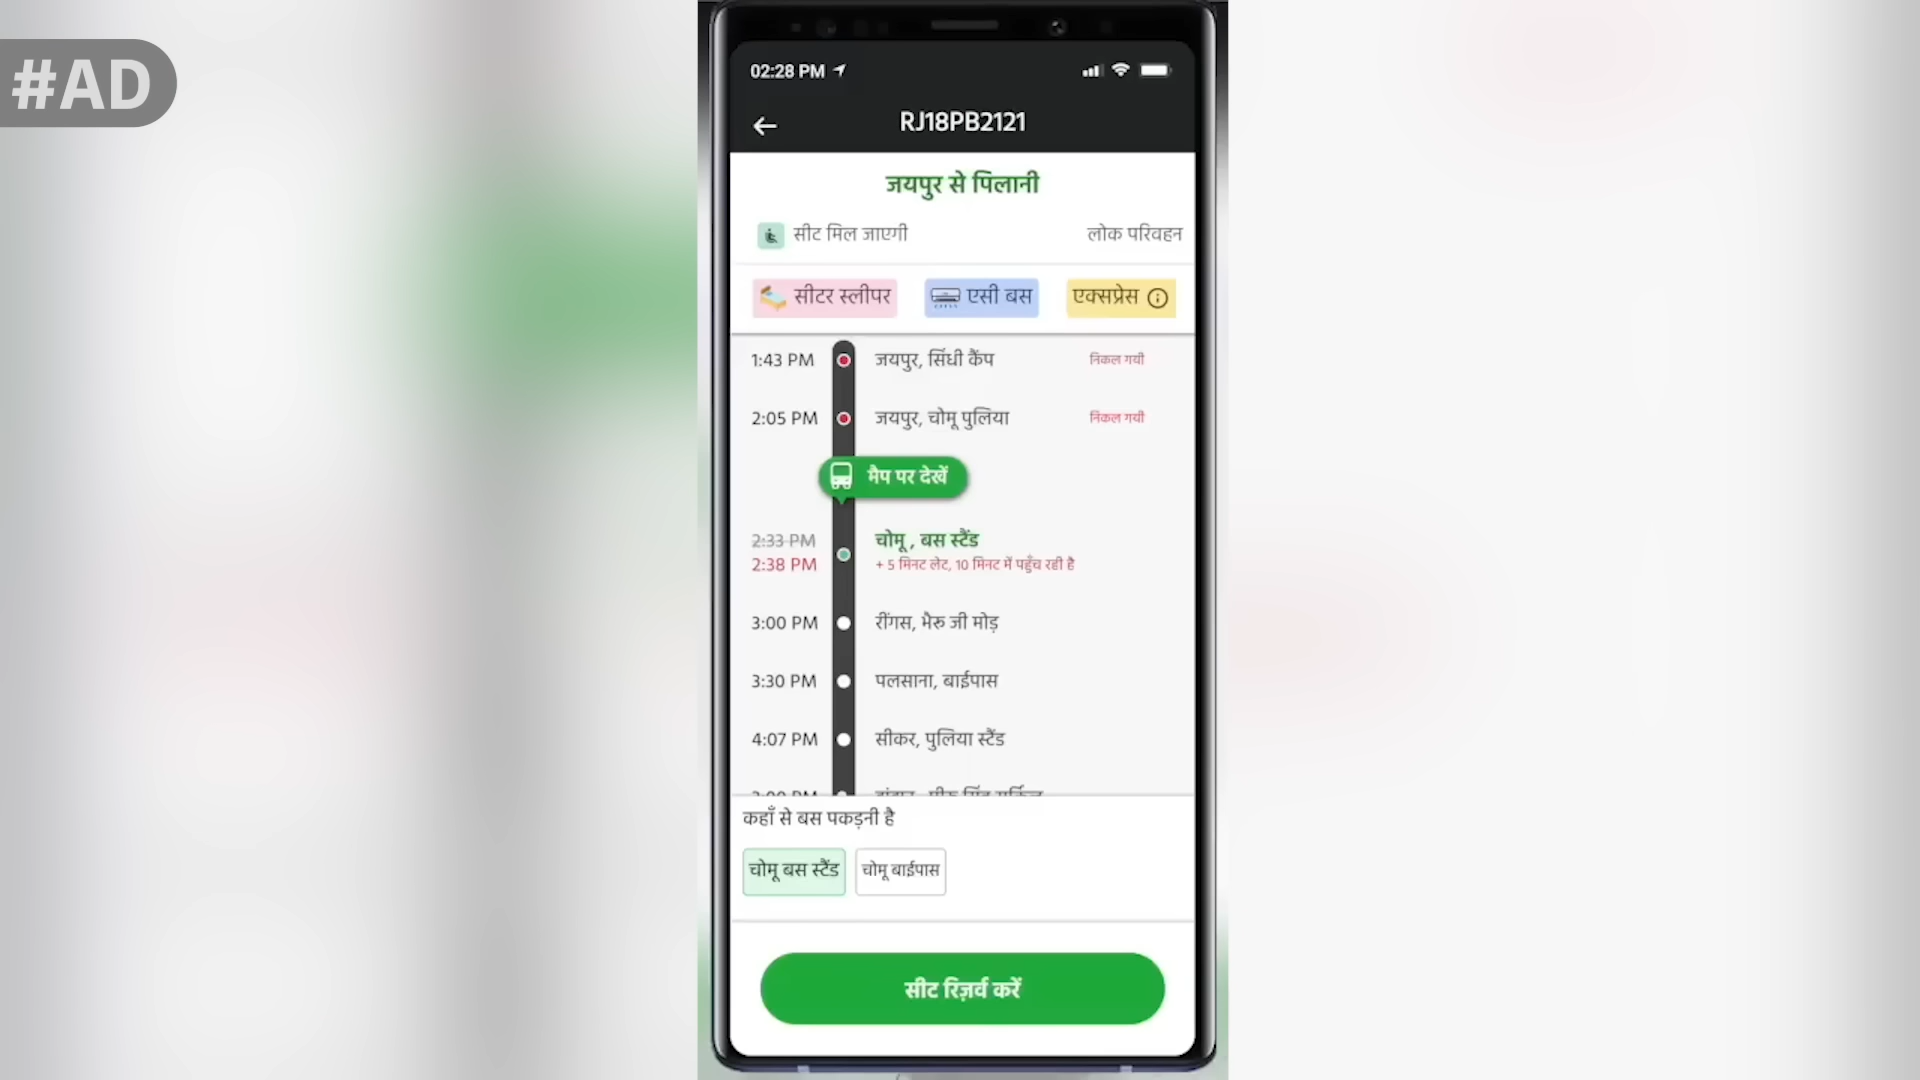 #AD
02:28 PM
RJ18PB2121
जयपुर से पिलानी
सीट मिल जाएगी
लोक परिवहन
सीटर स्लीपर
एसी बस
एक्सप्रेस
1:43 PM जयपुर, सिंधी कैंप निकल गयी
2:05 PM जयपुर, चोमू पुलिया निकल गयी
मैप पर देखें
2:33 PM चोमू , बस स्टैंड
2:38 PM + 5 मिनट लेट, 10 मिनट में पहुँच रही है
3:00 PM रींगस, भैरू जी मोड़
3:30 PM पलसाना, बाईपास
4:07 PM सीकर, पुलिया स्टैंड
कहाँ से बस पकड़नी है
चोमू बस स्टैंड
चोमू बाईपास
सीट रिज़र्व करें